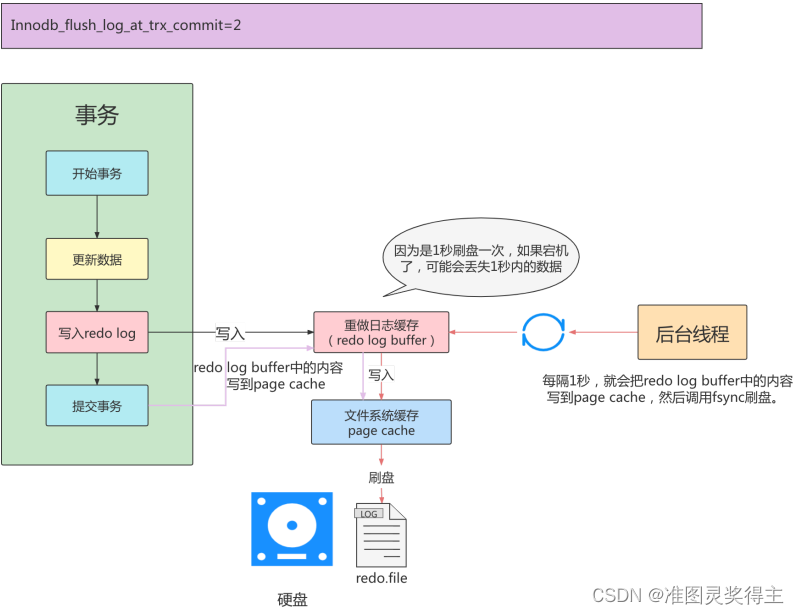 Innodb_flush_log_at_trx_commit=2
事务
开始事务
更新数据
写入redo log
提交事务
写入
redo log buffer中的内容
写到page cache
因为是1秒刷盘一次，如果宕机
了，可能会丢失1秒内的数据
重做日志缓存
（redo log buffer）
写入
文件系统缓存
page cache
刷盘
LOG
redo.file
硬盘
后台线程
每隔1秒，就会把redo log buffer中的内容
写到page cache，然后调用fsync刷盘。
CSDN @准图灵奖得主